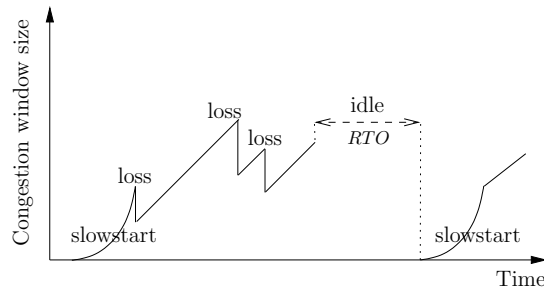 Congestion window size
loss
loss
loss
idle
RTO
slowstart
slowstart
Time